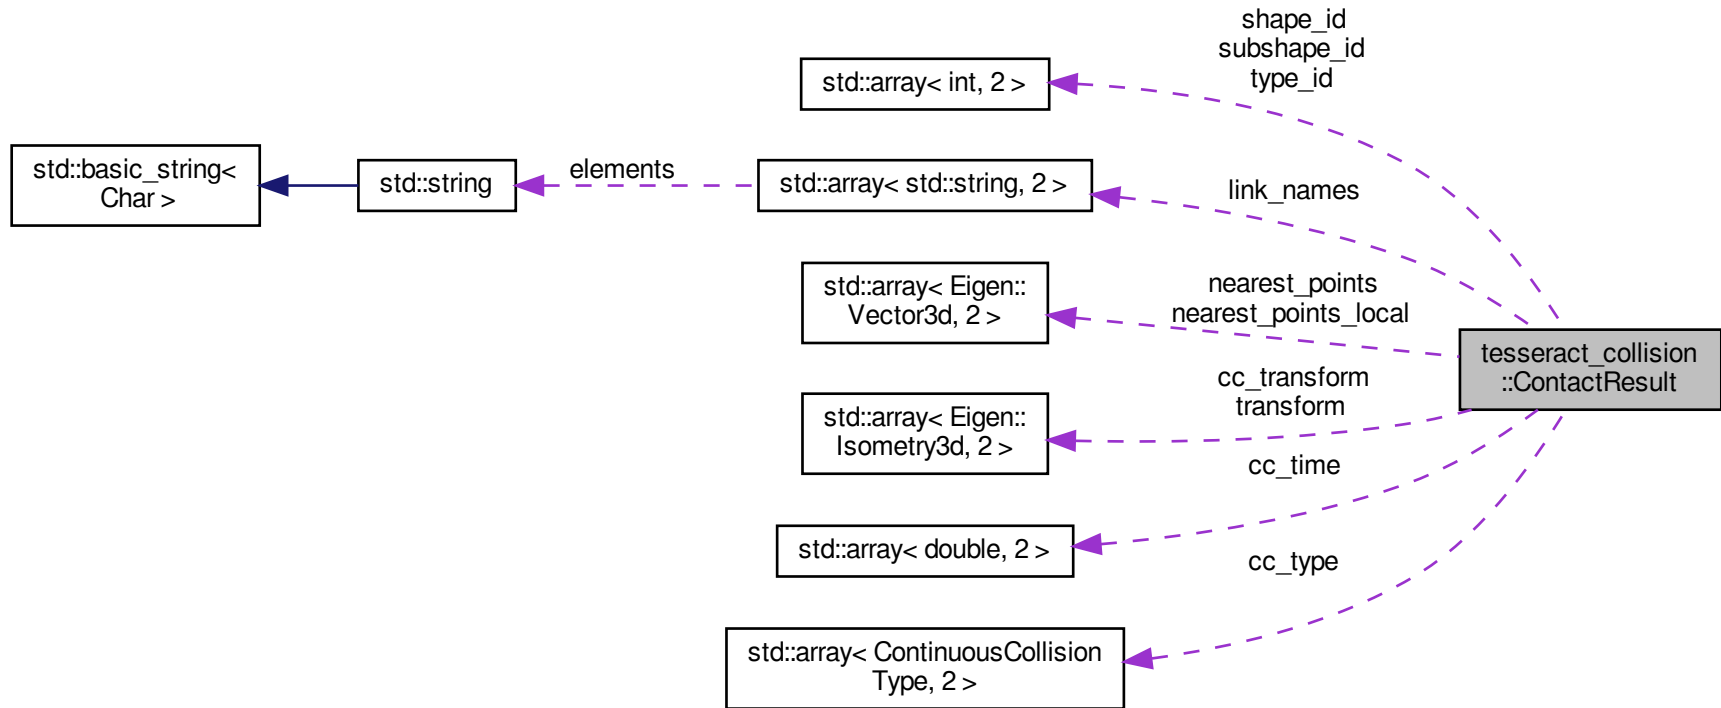 shape_id
subshape_id
type_id
std::array< int, 2 >
std::basic_string<
Char >
std::string
elements
std::array< std::string, 2 >
link_names
std::array< Eigen::
Vector3d, 2 >
nearest_points
nearest_points_local
tesseract_collision
::ContactResult
std::array< Eigen::
Isometry3d, 2 >
cc_transform
transform
cc_time
std::array< double, 2 >
cc_type
std::array< ContinuousCollision
Type, 2 >